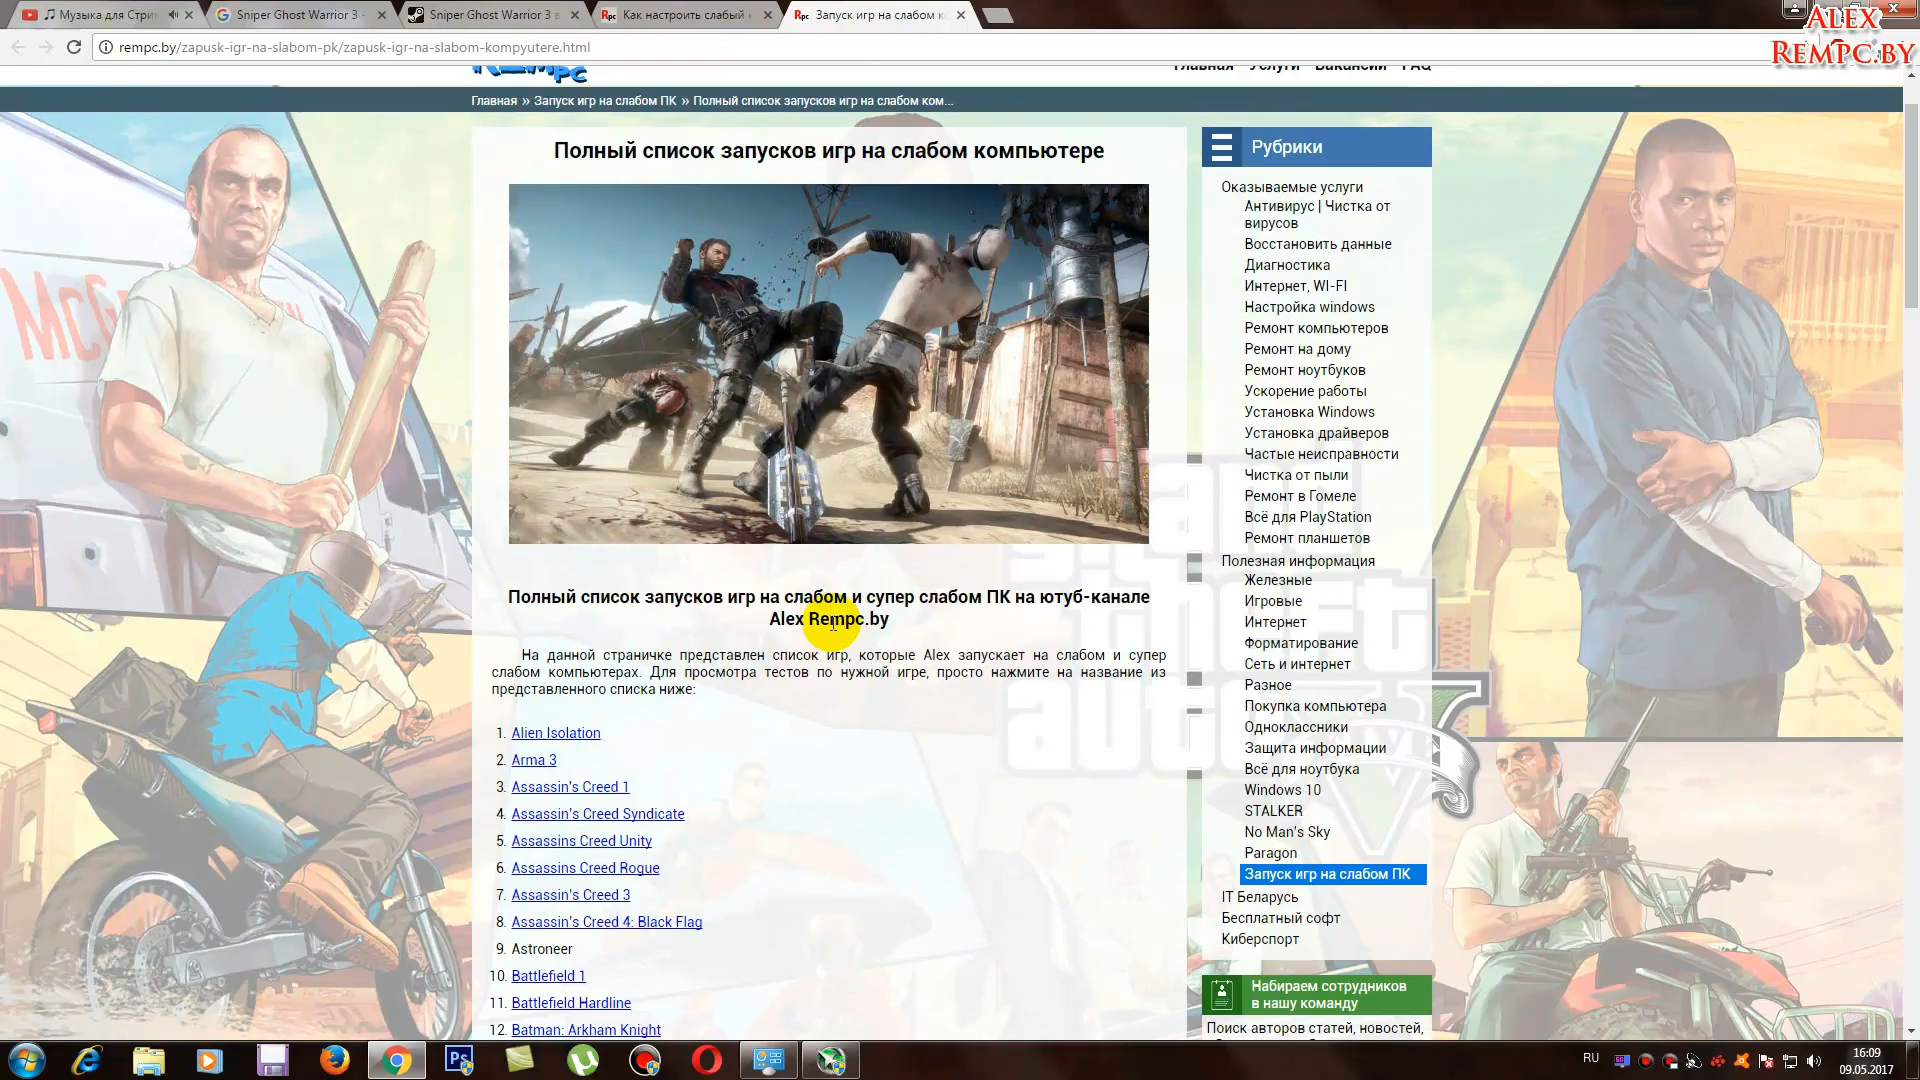 Музыка для Стри
Sniper Ghost Warrior 3 -
Sniper Ghost Warrior 3 в
Как настроить слабый к
Запуск игр на слабом к
ALEX
REMPC.BY
rempc.by/zapusk-igr-na-slabom-pk/zapusk-igr-na-slabom-kompyutere.html
Главная Услуги Вакансии FAQ
Главная » Запуск игр на слабом ПК » Полный список запусков игр на слабом ком...
Полный список запусков игр на слабом компьютере
Полный список запусков игр на слабом и супер слабом ПК на ютуб-канале
Alex Rempc.by
На данной страничке представлен список игр, которые Alex запускает на слабом и супер
слабом компьютерах. Для просмотра тестов по нужной игре, просто нажмите на название из
представленного списка ниже:
1. Alien Isolation
2. Arma 3
3. Assassin's Creed 1
4. Assassin's Creed Syndicate
5. Assassins Creed Unity
6. Assassins Creed Rogue
7. Assassin's Creed 3
8. Assassin's Creed 4: Black Flag
9. Astroneer
10. Battlefield 1
11. Battlefield Hardline
12. Batman: Arkham Knight
Рубрики
Оказываемые услуги
Антивирус | Чистка от
вирусов
Восстановить данные
Диагностика
Интернет, WI-FI
Настройка windows
Ремонт компьютеров
Ремонт на дому
Ремонт ноутбуков
Ускорение работы
Установка Windows
Установка драйверов
Частые неисправности
Чистка от пыли
Ремонт в Гомеле
Всё для PlayStation
Ремонт планшетов
Полезная информация
Железные
Игровые
Интернет
Форматирование
Сеть и интернет
Разное
Покупка компьютера
Одноклассники
Защита информации
Всё для ноутбука
Windows 10
STALKER
No Man's Sky
Paragon
Запуск игр на слабом ПК
IT Беларусь
Бесплатный софт
Киберспорт
Набираем сотрудников
в нашу команду
Поиск авторов статей, новостей,
RU
16:09
09.05.2017